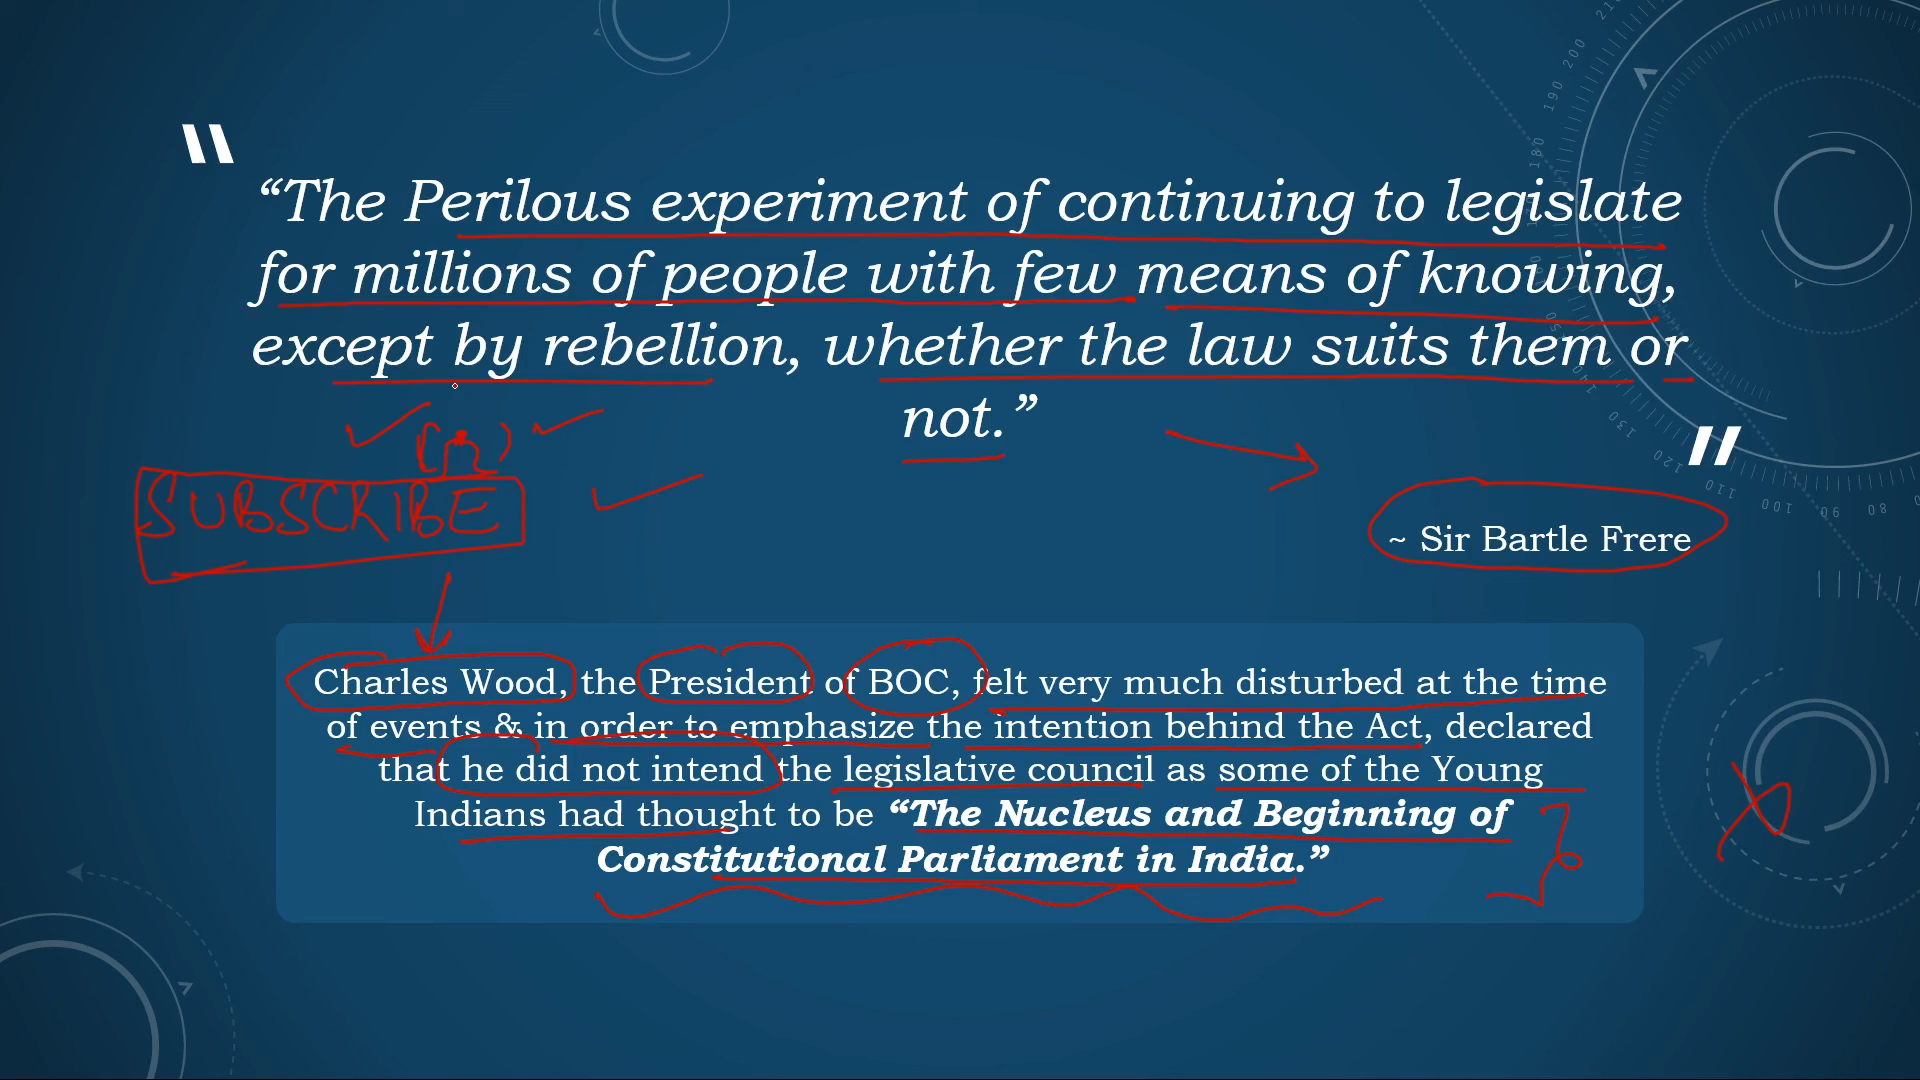 “The Perilous experiment of continuing to legislate
for millions of people with few means of knowing,
except by rebellion, whether the law suits them or
not.”
SUBSCRIBE
~ Sir Bartle Frere
Charles Wood, the President of BOC, felt very much disturbed at the time
of events & in order to emphasize the intention behind the Act, declared
that he did not intend the legislative council as some of the Young
Indians had thought to be “The Nucleus and Beginning of
Constitutional Parliament in India.”